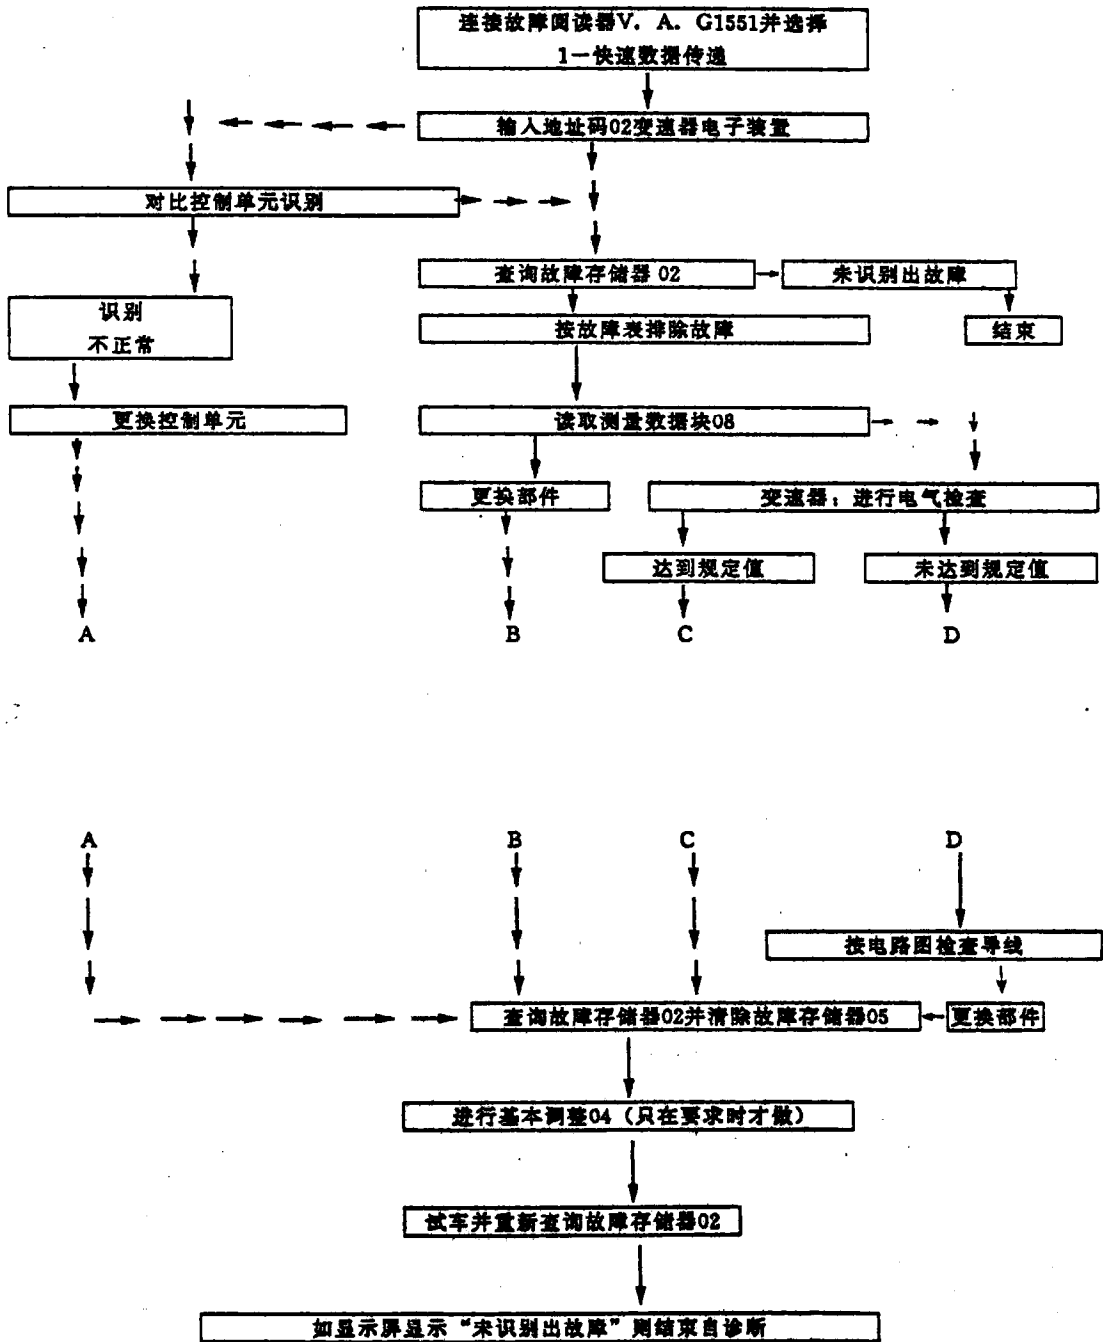 连接故障阅读器V．A．G1551并选择
1—快速数据传递
输入地址码02变速器电子装置
对比控制单元识别
查询故障存储器 02
未识别出故障
识别
不正常
按故障表排除故障
结束
更换控制单元
读取测量数据块08
更换部件
变速器：进行电气检查
达到规定值
未达到规定值
A
B
C
D
A
B
C
D
按电路图检查导线
查询故障存储器02并清除故障存储器05
更换部件
进行基本调整04（只在要求时才做）
试车并重新查询故障存储器02
如显示屏显示“未识别出故障”则结束自诊断